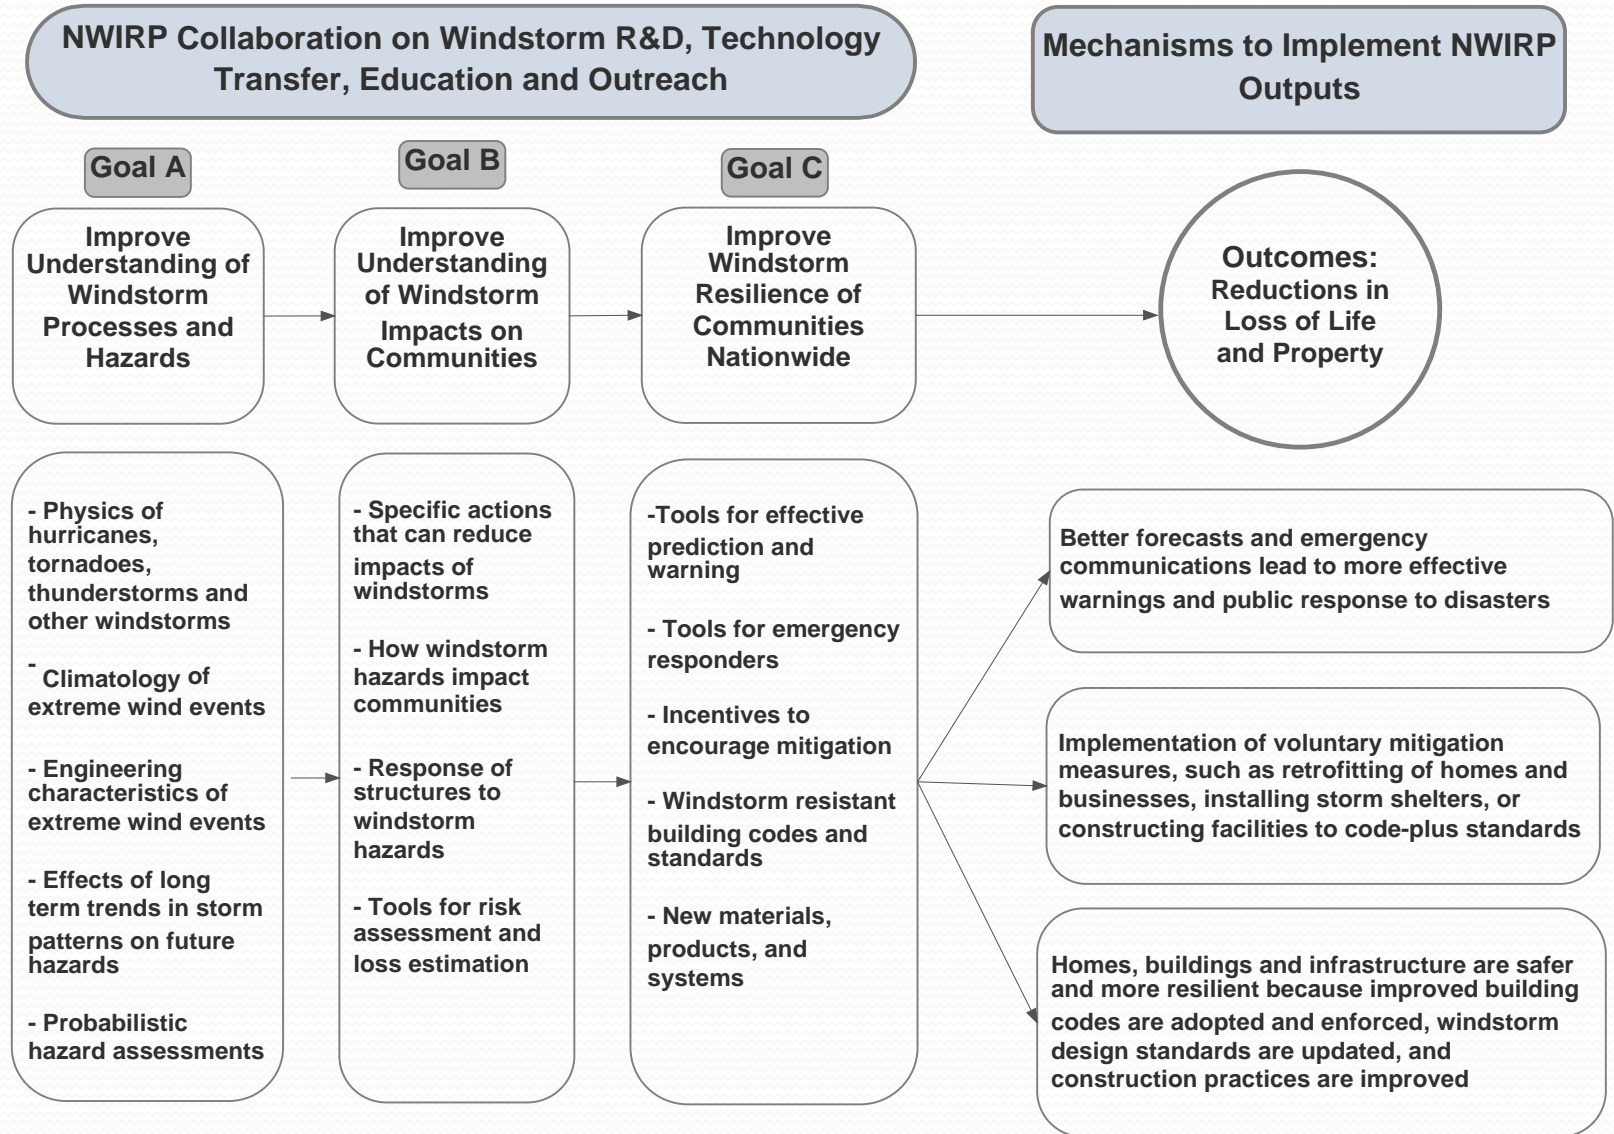 NWIRP Collaboration on Windstorm R&D, Technology
Transfer, Education and Outreach
Mechanisms to Implement NWIRP
Outputs
Goal A
Improve
Understanding of
Windstorm
Processes and
Hazards
Goal B
Improve
Understanding
of Windstorm
Impacts on
Communities
Goal C
Improve
Windstorm
Resilience of
Communities
Nationwide
Outcomes:
Reductions in
Loss of Life
and Property
- Physics of
hurricanes,
tornadoes,
thunderstorms and
other windstorms
- Climatology of
extreme wind events
- Engineering
characteristics of
extreme wind events
- Effects of long
term trends in storm
patterns on future
hazards
- Probabilistic
hazard assessments
- Specific actions
that can reduce
impacts of
windstorms
- How windstorm
hazards impact
communities
- Response of
structures to
windstorm
hazards
- Tools for risk
assessment and
loss estimation
-Tools for effective
prediction and
warning
- Tools for emergency
responders
- Incentives to
encourage mitigation
- Windstorm resistant
building codes and
standards
- New materials,
products, and
systems
Better forecasts and emergency
communications lead to more effective
warnings and public response to disasters
Implementation of voluntary mitigation
measures, such as retrofitting of homes and
businesses, installing storm shelters, or
constructing facilities to code-plus standards
Homes, buildings and infrastructure are safer
and more resilient because improved building
codes are adopted and enforced, windstorm
design standards are updated, and
construction practices are improved